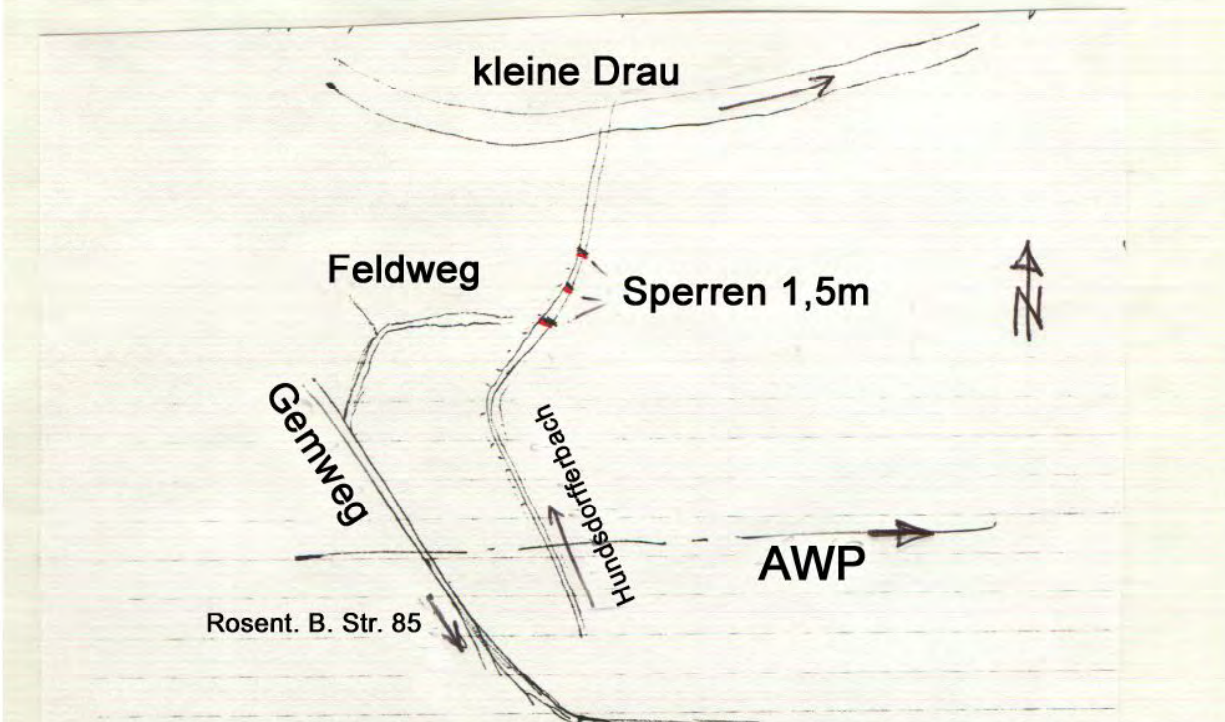 kleine Drau
Feldweg
Sperren 1,5m
N
Gemweg
Hundsdorfferbach
AWP
Rosent. B. Str. 85